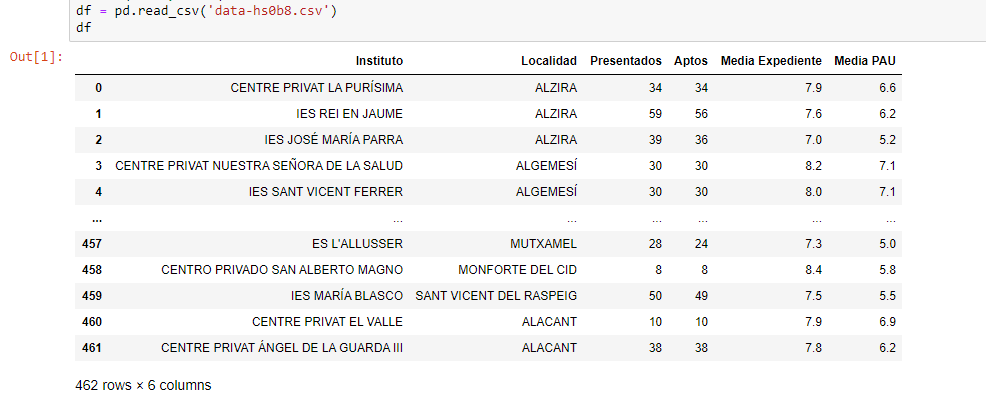 df = pd.read_csv('data-hs0b8.csv')
df
Out[1]:
Instituto Localidad Presentados Aptos Media Expediente Media PAU
0 CENTRE PRIVAT LA PURÍSIMA ALZIRA 34 34 7.9 6.6
1 IES REI EN JAUME ALZIRA 59 56 7.6 6.2
2 IES JOSÉ MARÍA PARRA ALZIRA 39 36 7.0 5.2
3 CENTRE PRIVAT NUESTRA SEÑORA DE LA SALUD ALGEMESÍ 30 30 8.2 7.1
4 IES SANT VICENT FERRER ALGEMESÍ 30 30 8.0 7.1
... ... ... ... ... ... ...
457 ES L'ALLUSSER MUTXAMEL 28 24 7.3 5.0
458 CENTRO PRIVADO SAN ALBERTO MAGNO MONFORTE DEL CID 8 8 8.4 5.8
459 IES MARÍA BLASCO SANT VICENT DEL RASPEIG 50 49 7.5 5.5
460 CENTRE PRIVAT EL VALLE ALACANT 10 10 7.9 6.9
461 CENTRE PRIVAT ÁNGEL DE LA GUARDA III ALACANT 38 38 7.8 6.2
462 rows × 6 columns